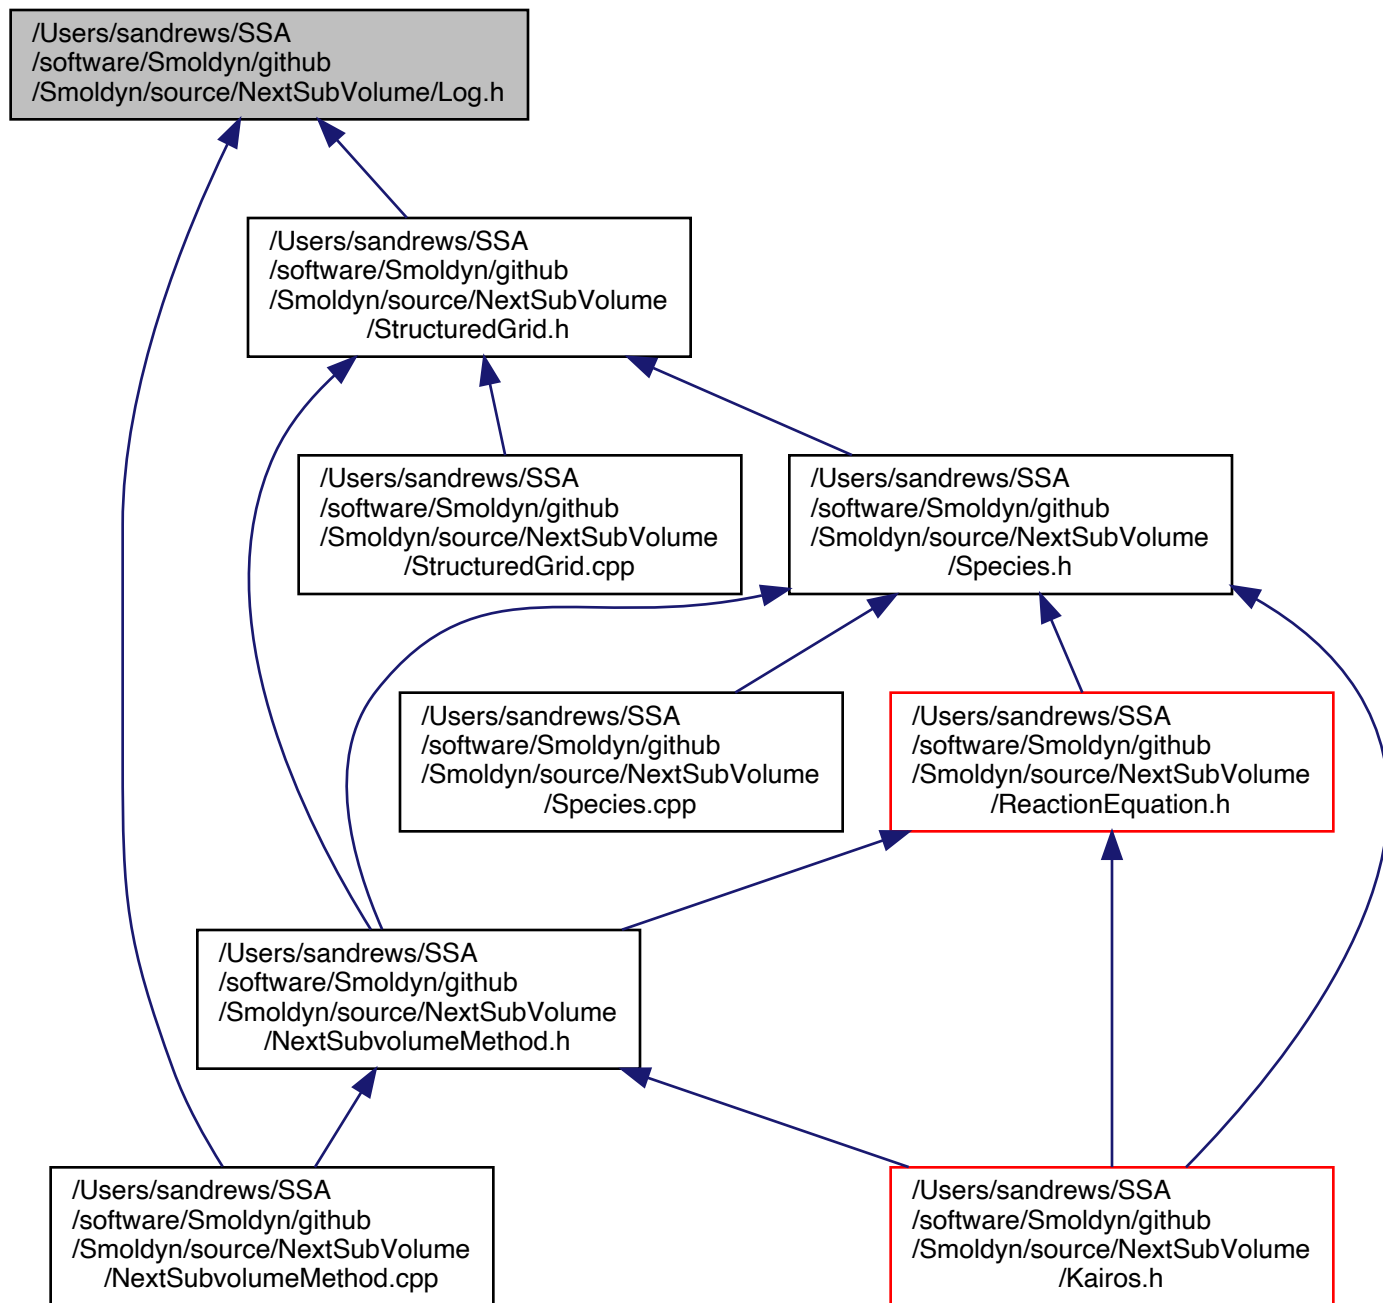 /Users/sandrews/SSA
/software/Smoldyn/github
/Smoldyn/source/NextSubVolume/Log.h
/Users/sandrews/SSA
/software/Smoldyn/github
/Smoldyn/source/NextSubVolume
/StructuredGrid.h
/Users/sandrews/SSA
/software/Smoldyn/github
/Smoldyn/source/NextSubVolume
/StructuredGrid.cpp
/Users/sandrews/SSA
/software/Smoldyn/github
/Smoldyn/source/NextSubVolume
/Species.h
/Users/sandrews/SSA
/software/Smoldyn/github
/Smoldyn/source/NextSubVolume
/Species.cpp
/Users/sandrews/SSA
/software/Smoldyn/github
/Smoldyn/source/NextSubVolume
/ReactionEquation.h
/Users/sandrews/SSA
/software/Smoldyn/github
/Smoldyn/source/NextSubVolume
/NextSubvolumeMethod.h
/Users/sandrews/SSA
/software/Smoldyn/github
/Smoldyn/source/NextSubVolume
/NextSubvolumeMethod.cpp
/Users/sandrews/SSA
/software/Smoldyn/github
/Smoldyn/source/NextSubVolume
/Kairos.h